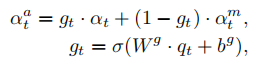 α_t^a = g_t · α_t + (1 − g_t) · α_t^m,
g_t = σ(W^g · q_t + b^g),